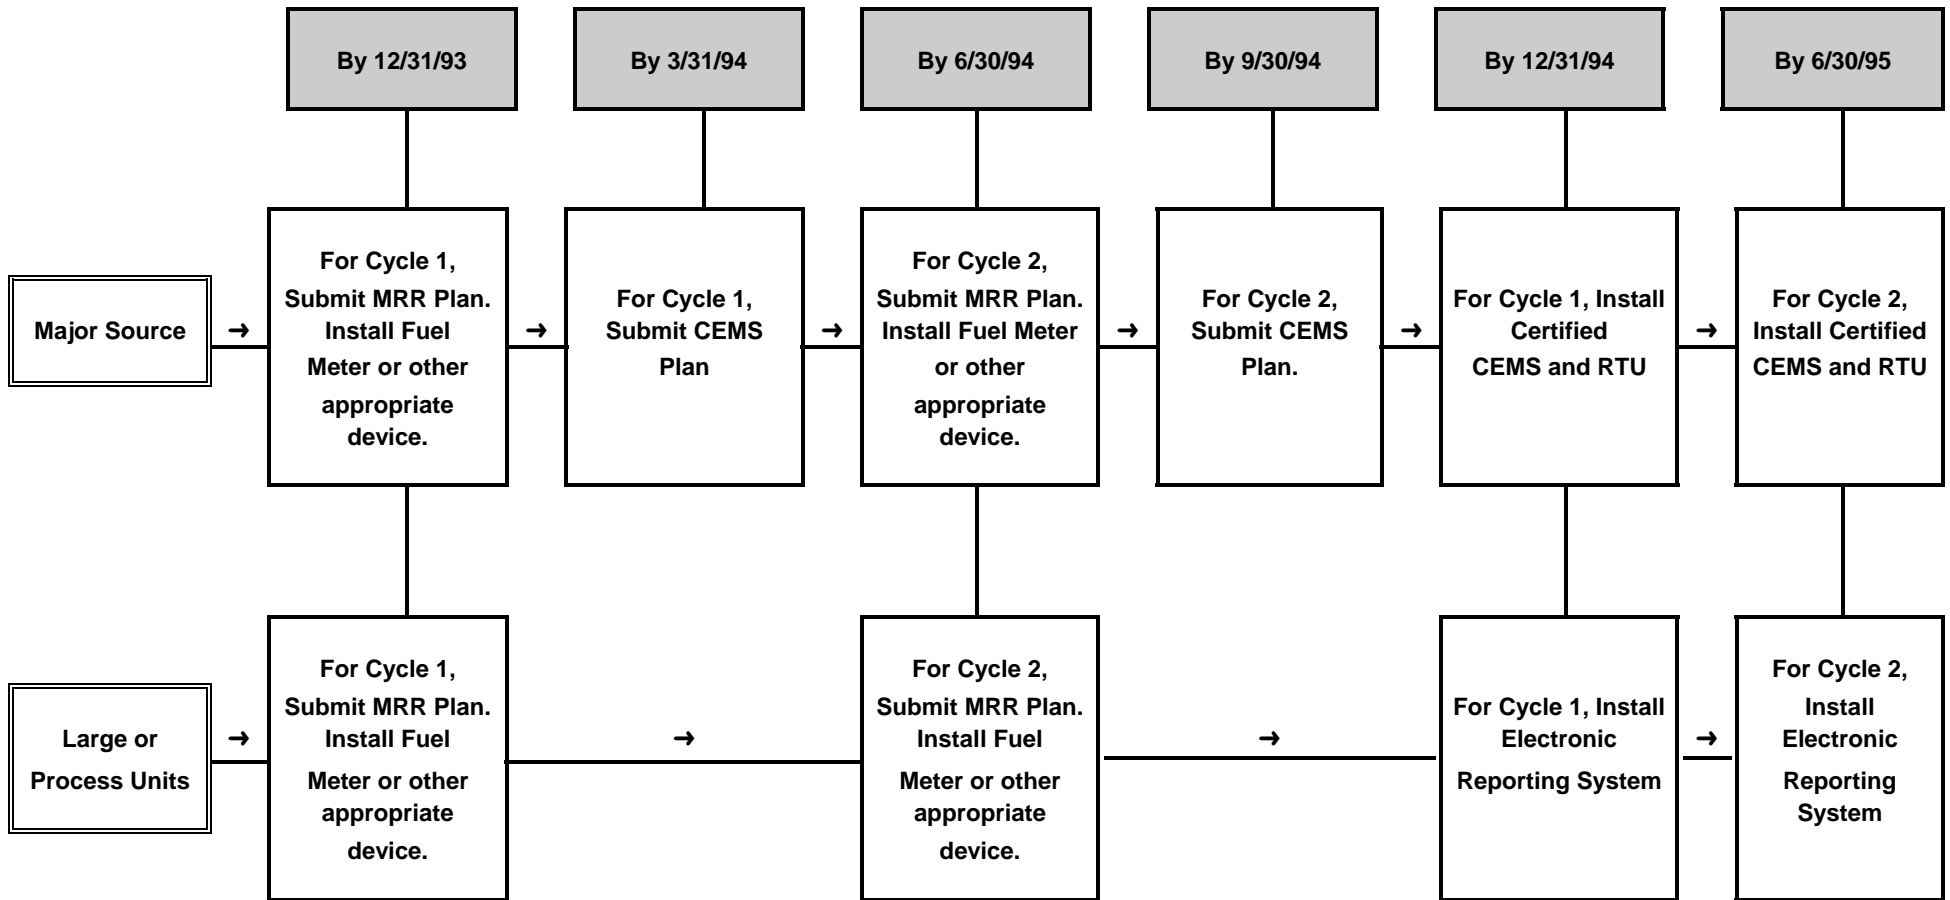 By 12/31/93
By 3/31/94
By 6/30/94
By 9/30/94
By 12/31/94
By 6/30/95
Major Source
For Cycle 1,
Submit MRR Plan.
Install Fuel
Meter or other
appropriate
device.
For Cycle 1,
Submit CEMS
Plan
For Cycle 2,
Submit MRR Plan.
Install Fuel Meter
or other
appropriate
device.
For Cycle 2,
Submit CEMS
Plan.
For Cycle 1, Install
Certified
CEMS and RTU
For Cycle 2,
Install Certified
CEMS and RTU
Large or
Process Units
For Cycle 1,
Submit MRR Plan.
Install Fuel
Meter or other
appropriate
device.
For Cycle 2,
Submit MRR Plan.
Install Fuel
Meter or other
appropriate
device.
For Cycle 1, Install
Electronic
Reporting System
For Cycle 2,
Install
Electronic
Reporting
System